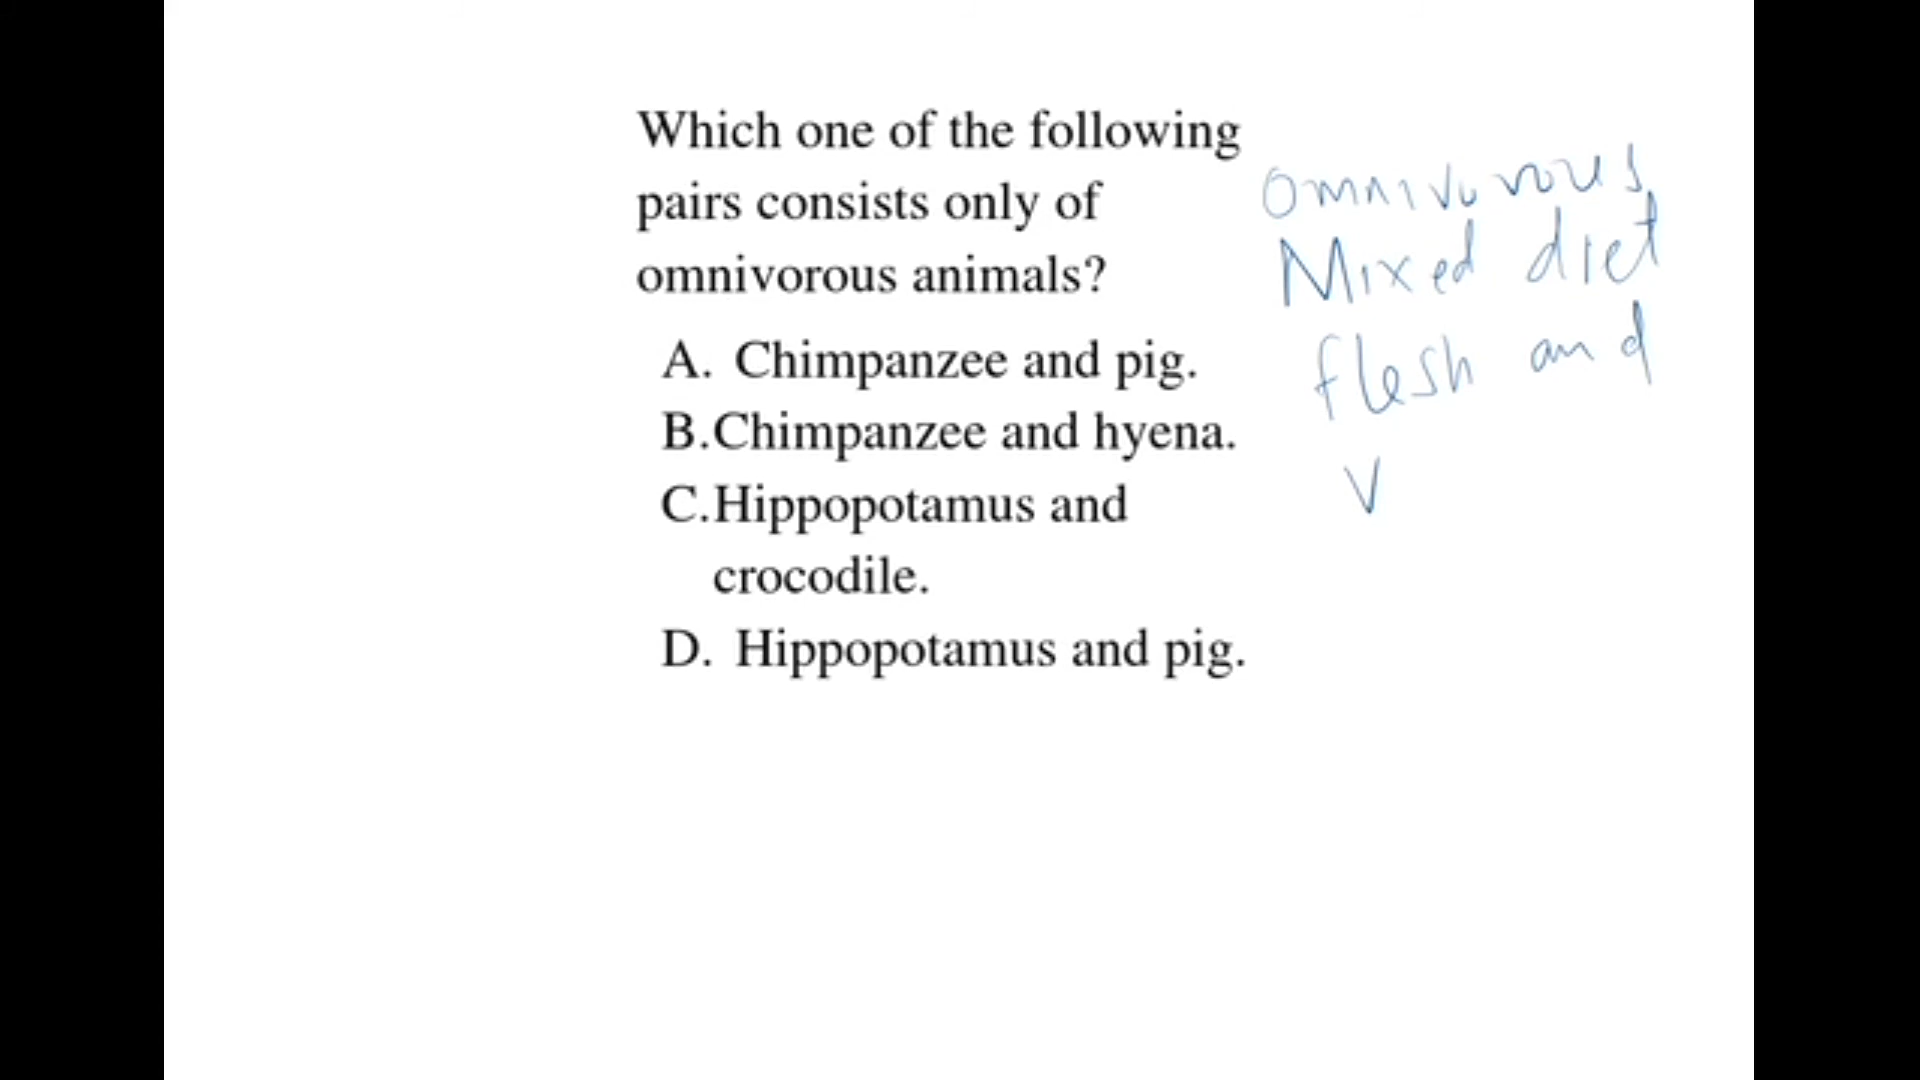 Which one of the following
pairs consists only of
omnivorous animals?
A. Chimpanzee and pig.
B.Chimpanzee and hyena.
C.Hippopotamus and
crocodile.
D. Hippopotamus and pig.
omnivorous
Mixed diet
flesh and
V